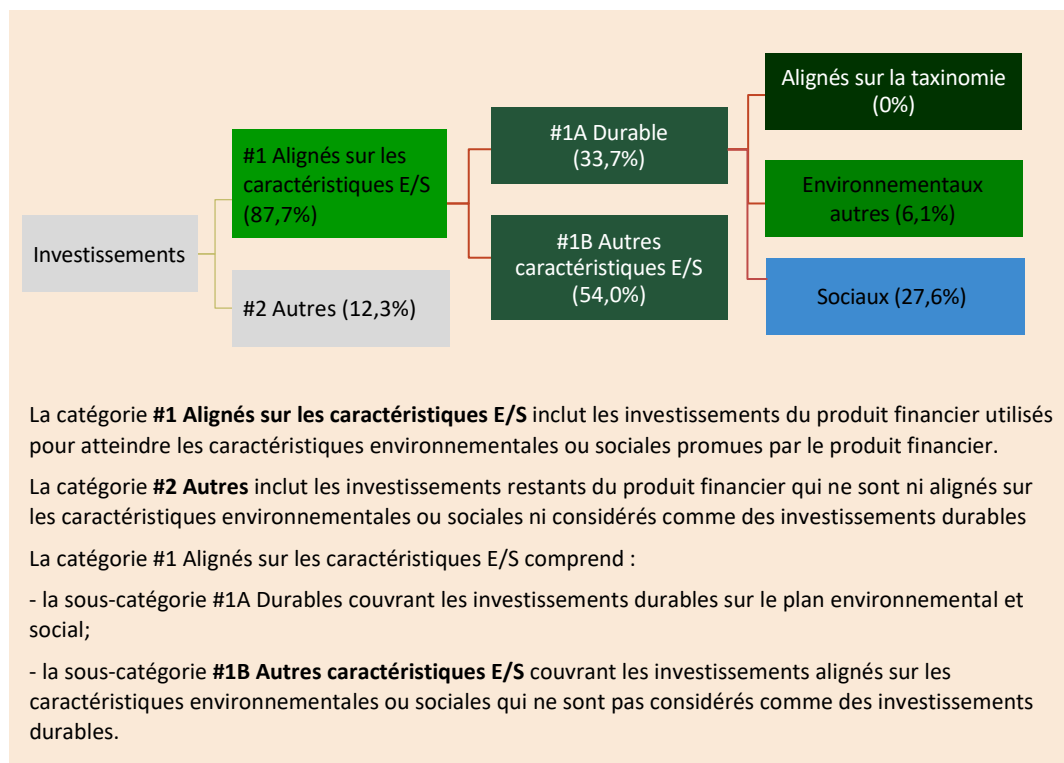 Investissements
#1 Alignés sur les
caractéristiques E/S
(87,7%)
#2 Autres (12,3%)
#1A Durable
(33,7%)
#1B Autres
caractéristiques E/S
(54,0%)
Alignés sur la taxinomie
(0%)
Environnementaux
autres (6,1%)
Sociaux (27,6%)
La catégorie #1 Alignés sur les caractéristiques E/S inclut les investissements du produit financier utilisés
pour atteindre les caractéristiques environnementales ou sociales promues par le produit financier.
La catégorie #2 Autres inclut les investissements restants du produit financier qui ne sont ni alignés sur
les caractéristiques environnementales ou sociales ni considérés comme des investissements durables
La catégorie #1 Alignés sur les caractéristiques E/S comprend :
- la sous-catégorie #1A Durables couvrant les investissements durables sur le plan environnemental et
social;
- la sous-catégorie #1B Autres caractéristiques E/S couvrant les investissements alignés sur les
caractéristiques environnementales ou sociales qui ne sont pas considérés comme des investissements
durables.